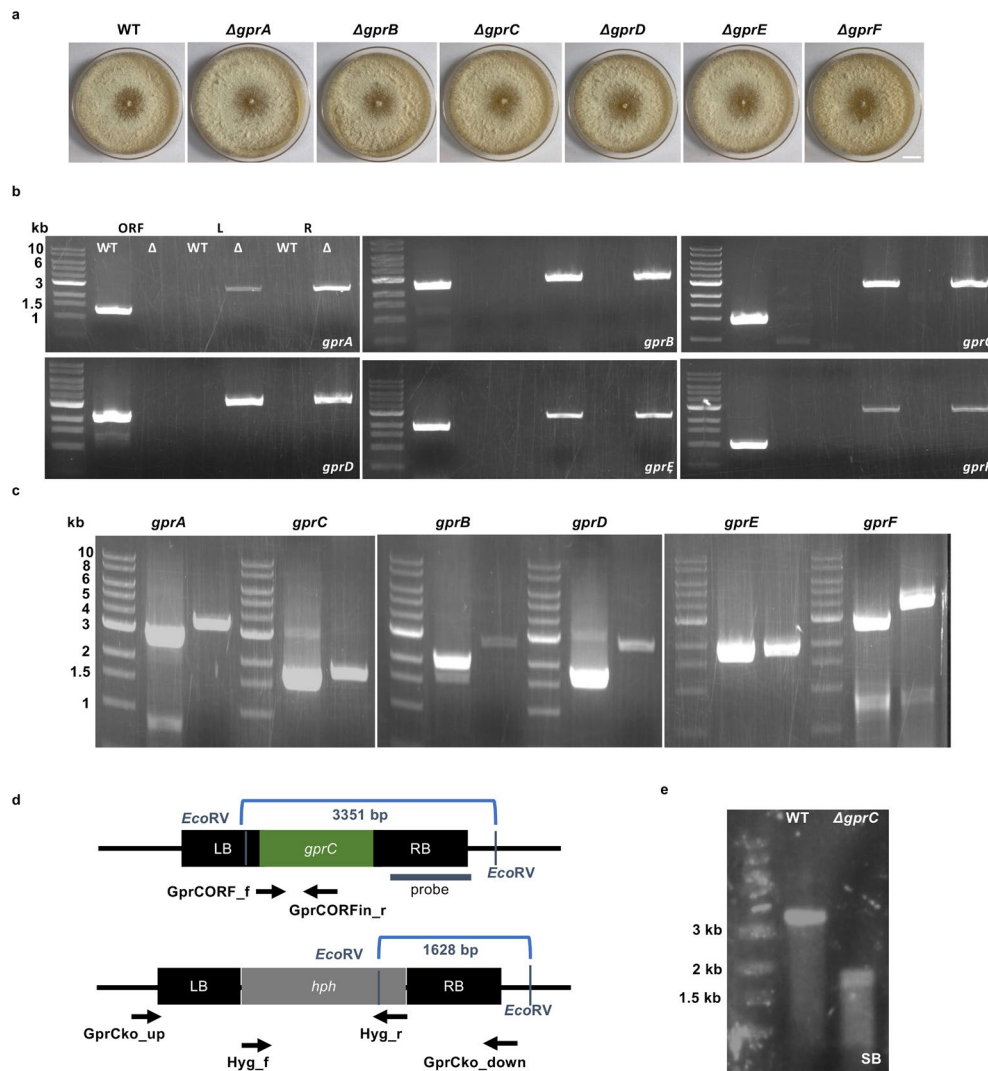 a
WT ΔgprA ΔgprB ΔgprC ΔgprD ΔgprE ΔgprF
b
kb ORF L R
WT Δ WT Δ WT Δ
10
6
3
1.5
1
gprA gprB gprC
gprD gprE gprF
c
kb gprA gprC gprB gprD gprE gprF
10
8
6
5
4
3
2
1.5
1
d
3351 bp
EcoRV
LB gprC RB
EcoRV
probe
GprCORF_f
GprCORFin_r
1628 bp
EcoRV
LB hph RB
EcoRV
GprCko_up Hyg_r
Hyg_f GprCko_down
e
WT ΔgprC
3 kb
2 kb
1.5 kb
SB